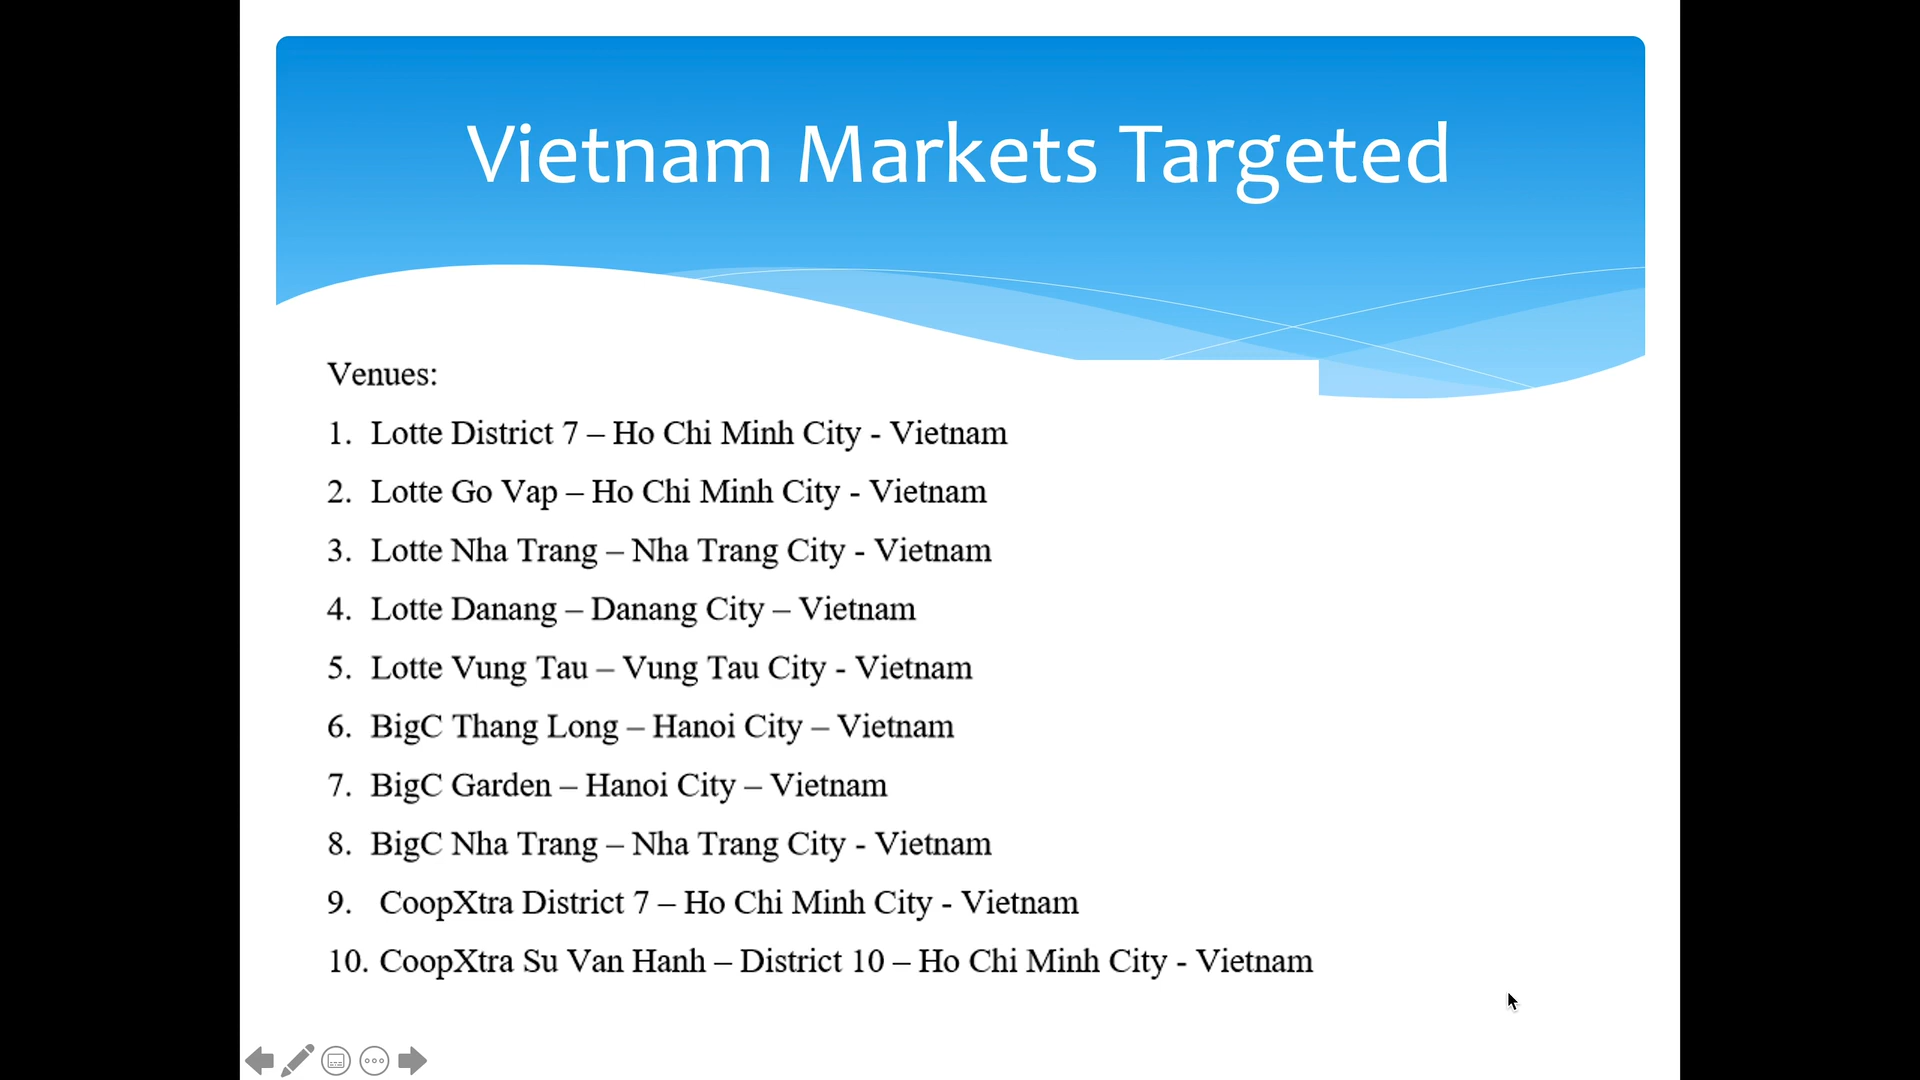 Vietnam Markets Targeted
Venues:
1. Lotte District 7 – Ho Chi Minh City - Vietnam
2. Lotte Go Vap – Ho Chi Minh City - Vietnam
3. Lotte Nha Trang – Nha Trang City - Vietnam
4. Lotte Danang – Danang City – Vietnam
5. Lotte Vung Tau – Vung Tau City - Vietnam
6. BigC Thang Long – Hanoi City – Vietnam
7. BigC Garden – Hanoi City – Vietnam
8. BigC Nha Trang – Nha Trang City - Vietnam
9. CoopXtra District 7 – Ho Chi Minh City - Vietnam
10. CoopXtra Su Van Hanh – District 10 – Ho Chi Minh City - Vietnam